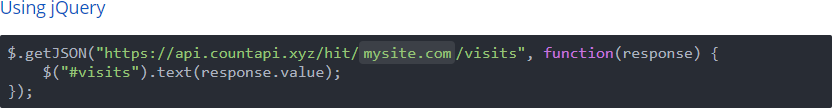 Using jQuery
$.getJSON("https://api.countapi.xyz/hit/mysite.com/visits", function(response) {
    $("#visits").text(response.value);
});